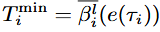 $T_i^{\min} = \overline{\beta_i^l}(e(\tau_i))$